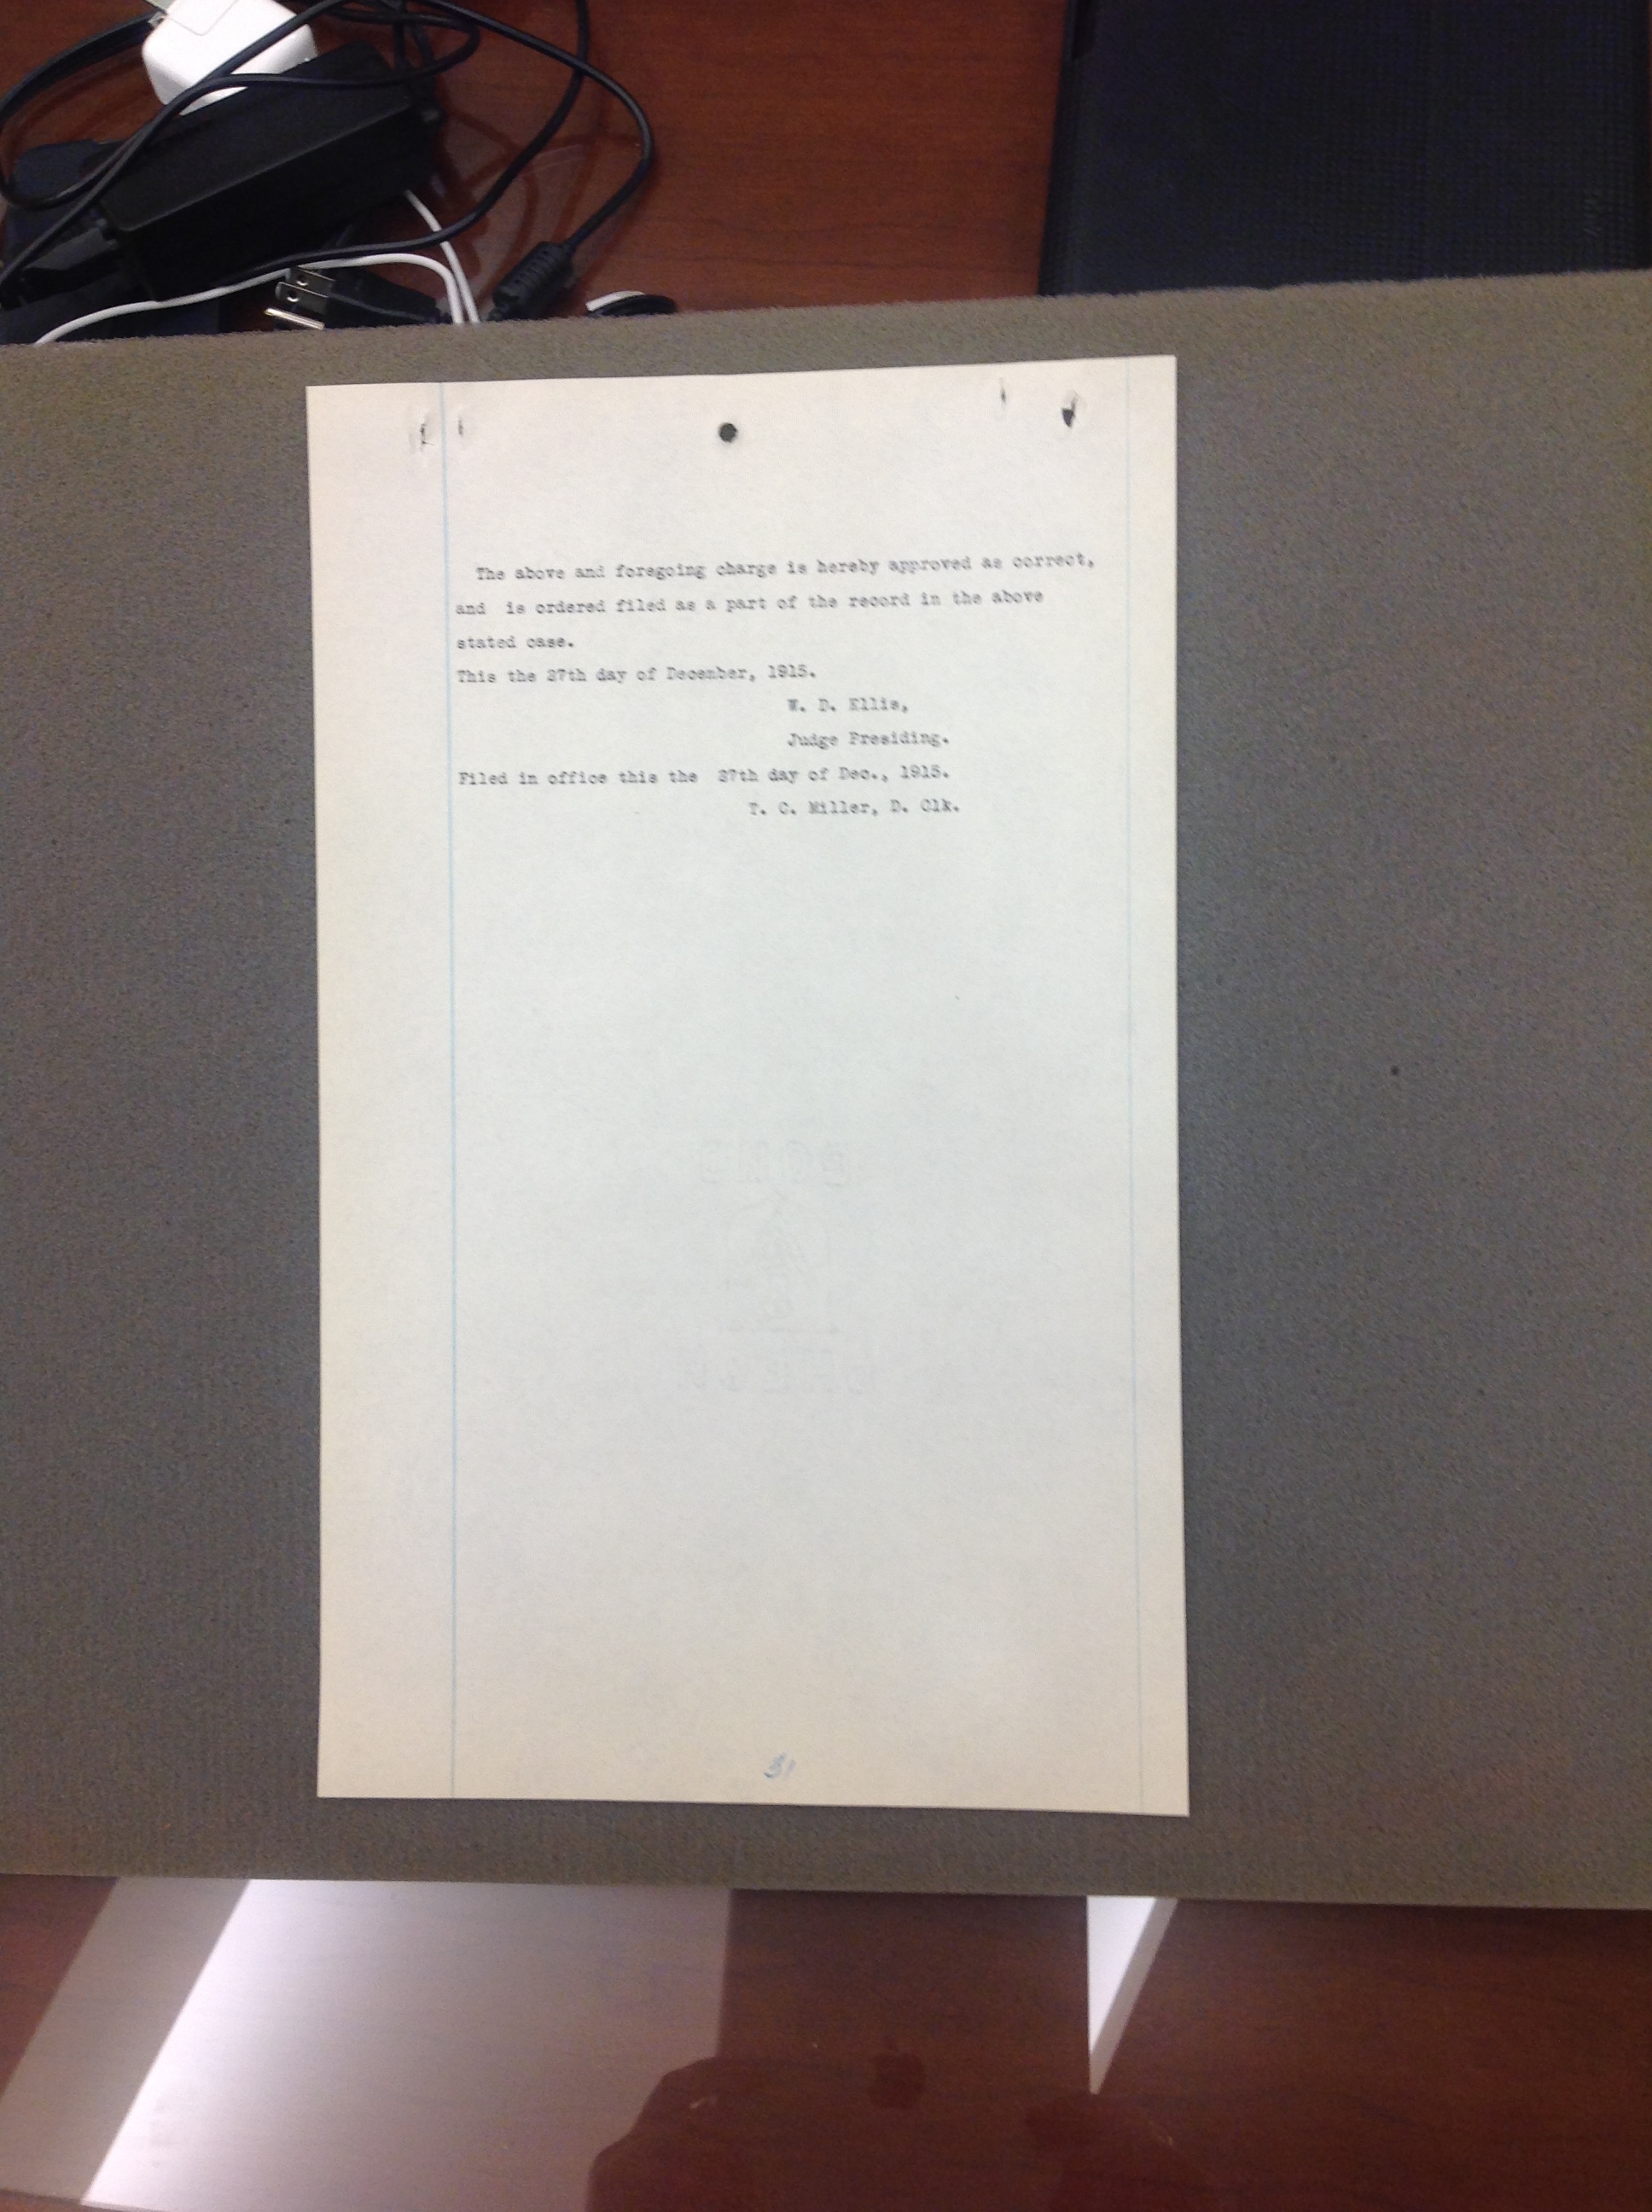 The above and foregoing charge is hereby approved as correct,
and is ordered filed as a part of the record in the above
stated case.
This the 27th day of December, 1915.
W. D. Ellis,
Judge Presiding.
Filed in office this the 27th day of Dec., 1915.
T. C. Miller, D. Clk.
31